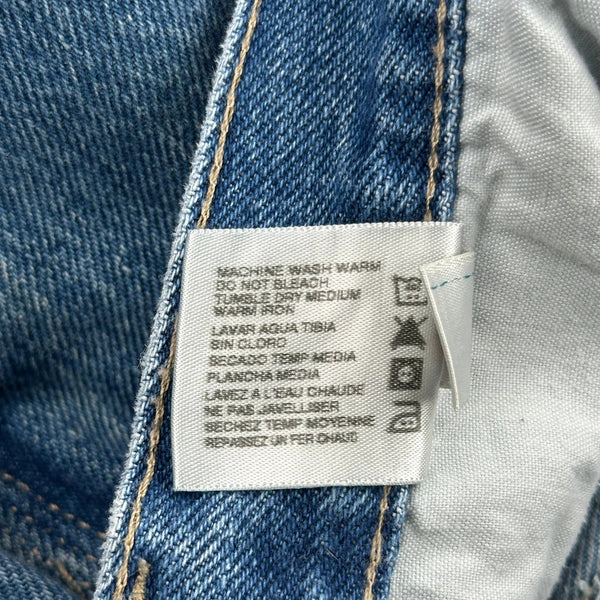 MACHINE WASH WARM
DO NOT BLEACH
TUMBLE DRY MEDIUM
WARM IRON
LAVAR AGUA TIBIA
SIN CLORO
SECADO TEMP MEDIA
PLANCHA MEDIA
LAVEZ A L'EAU CHAUDE
NE PAS JAVELLISER
SECHEZ TEMP MOYENNE
REPASSEZ UN FER CHAUD